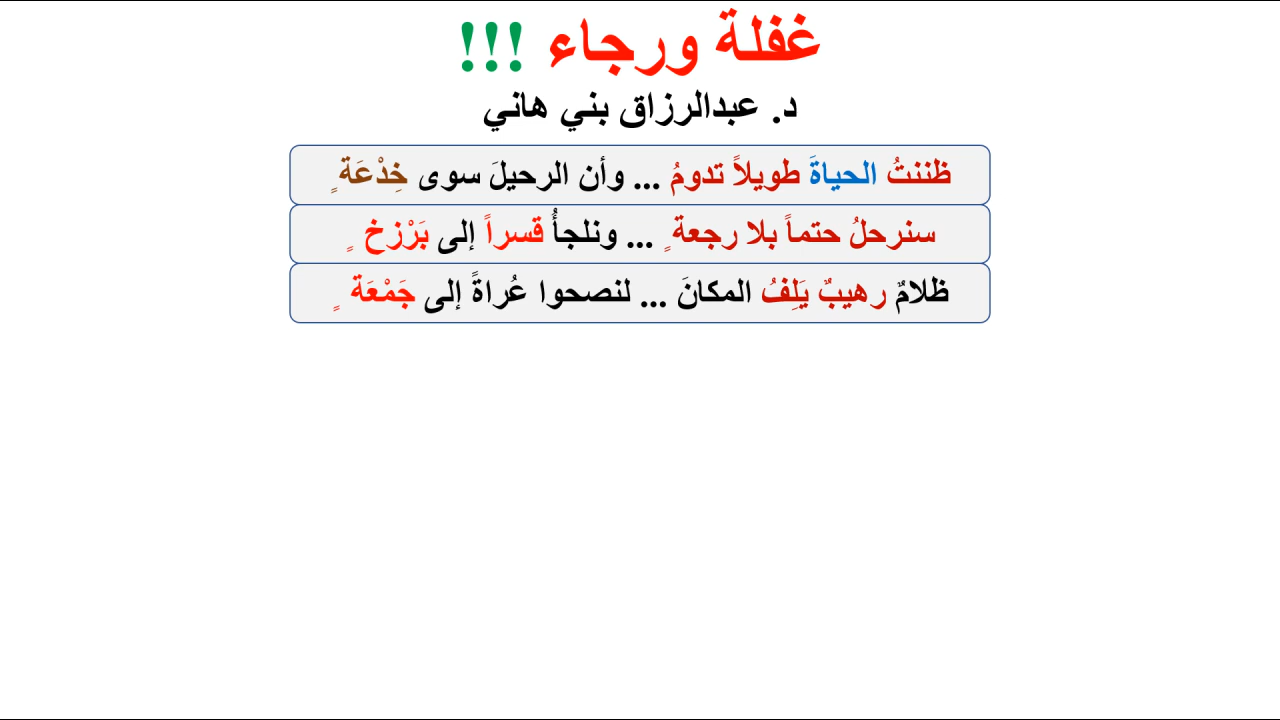 غفلة ورجاء !!!
د. عبدالرزاق بني هاني
ظننتُ الحياةَ طويلاً تدومُ ... وأن الرحيلَ سوى خِدْعَة ٍ
سنرحلُ حتماً بلا رجعة ٍ ... ونلجأُ قسراً إلى بَرْزخ ٍ
ظلامٌ رهيبٌ يَلِفُ المكانَ ... لنصحوا عُراةً إلى جَمْعَة ٍ